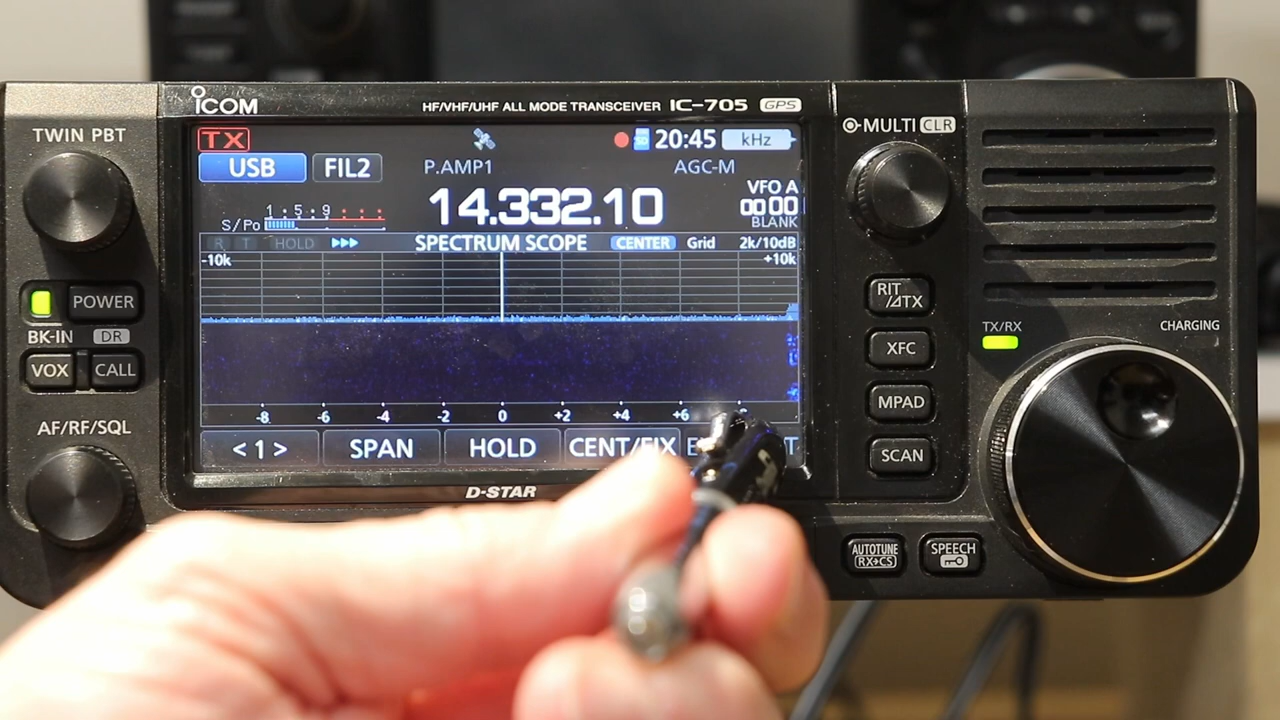 ICOM
HF/VHF/UHF ALL MODE TRANSCEIVER IC-705 GPS
TWIN PBT
MULTI CLR
TX
20:45 kHz
USB FIL2 P.AMP1 AGC-M
VFO A
14.332.10 00 00
BLANK
S/Po 1:5:9
R T HOLD SPECTRUM SCOPE CENTER Grid 2k/10dB
-10k +10k
POWER
BK-IN DR
VOX CALL
AF/RF/SQL
-8 -6 -4 -2 0 +2 +4 +6
<1> SPAN HOLD CENT/FIX
D-STAR
RIT
/⊿TX
XFC
MPAD
SCAN
TX/RX CHARGING
AUTOTUNE
RX→CS
SPEECH